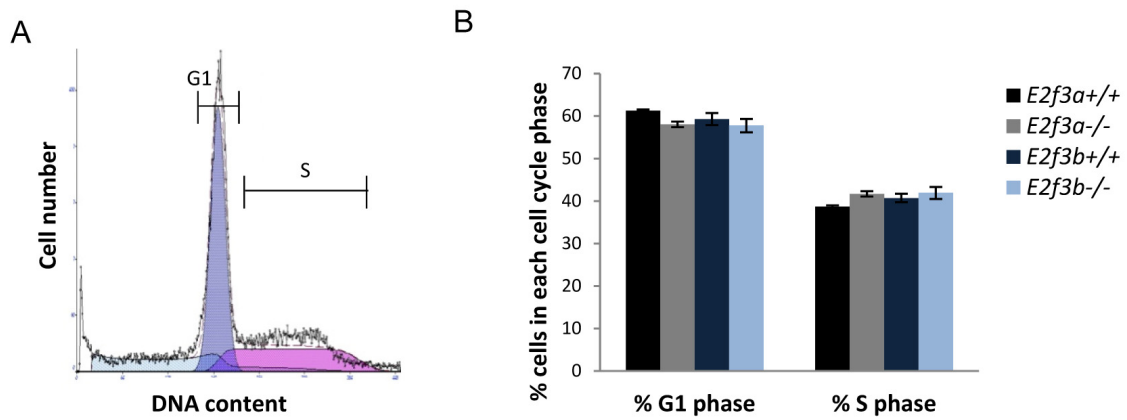 A
B
G1
S
Cell number
DNA content
% cells in each cell cycle phase
70
60
50
40
30
20
10
0
% G1 phase
% S phase
E2f3a+/+
E2f3a-/-
E2f3b+/+
E2f3b-/-